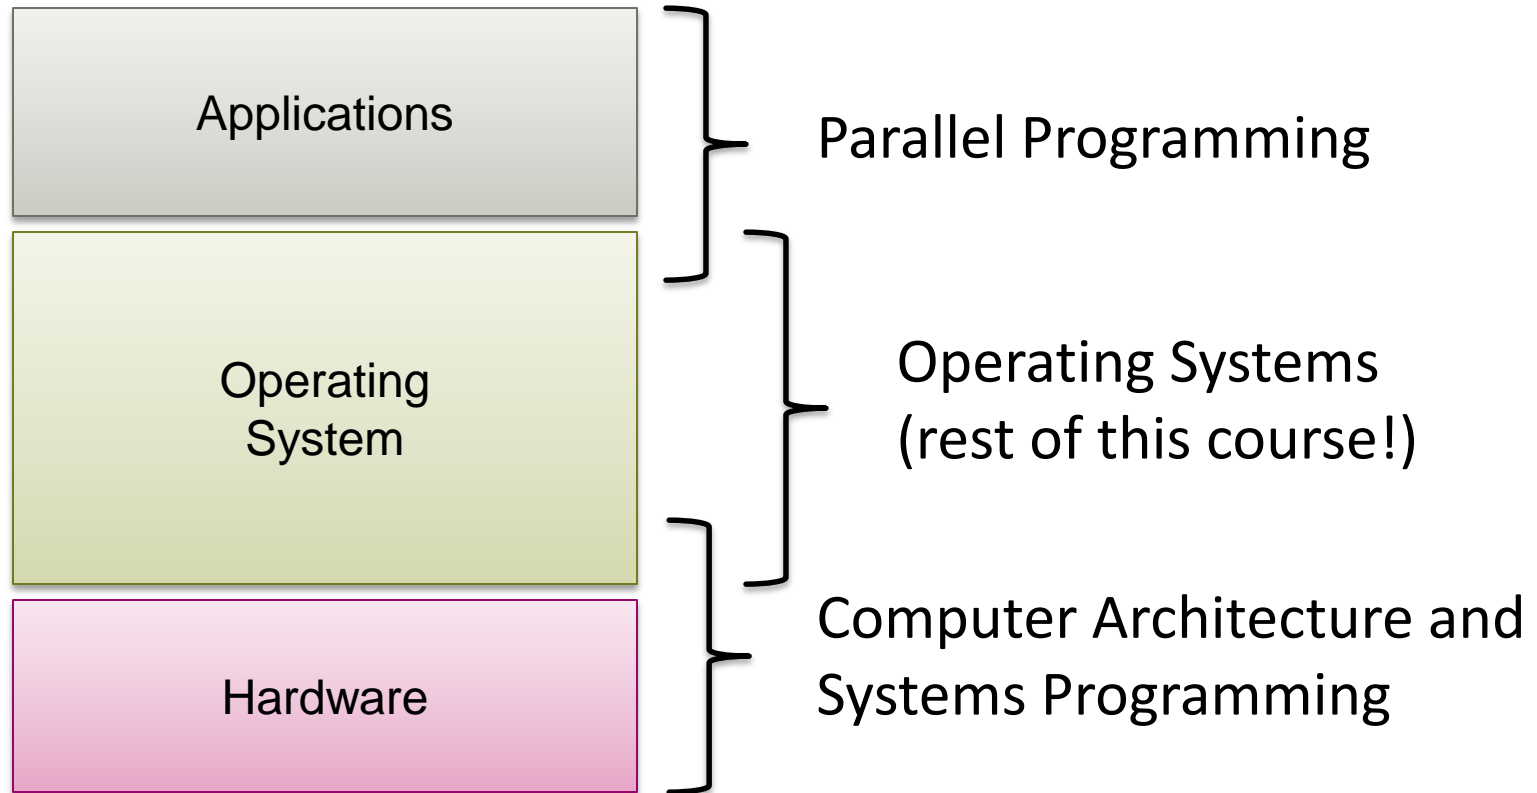 Applications
Parallel Programming
Operating
System
Operating Systems
(rest of this course!)
Hardware
Computer Architecture and
Systems Programming